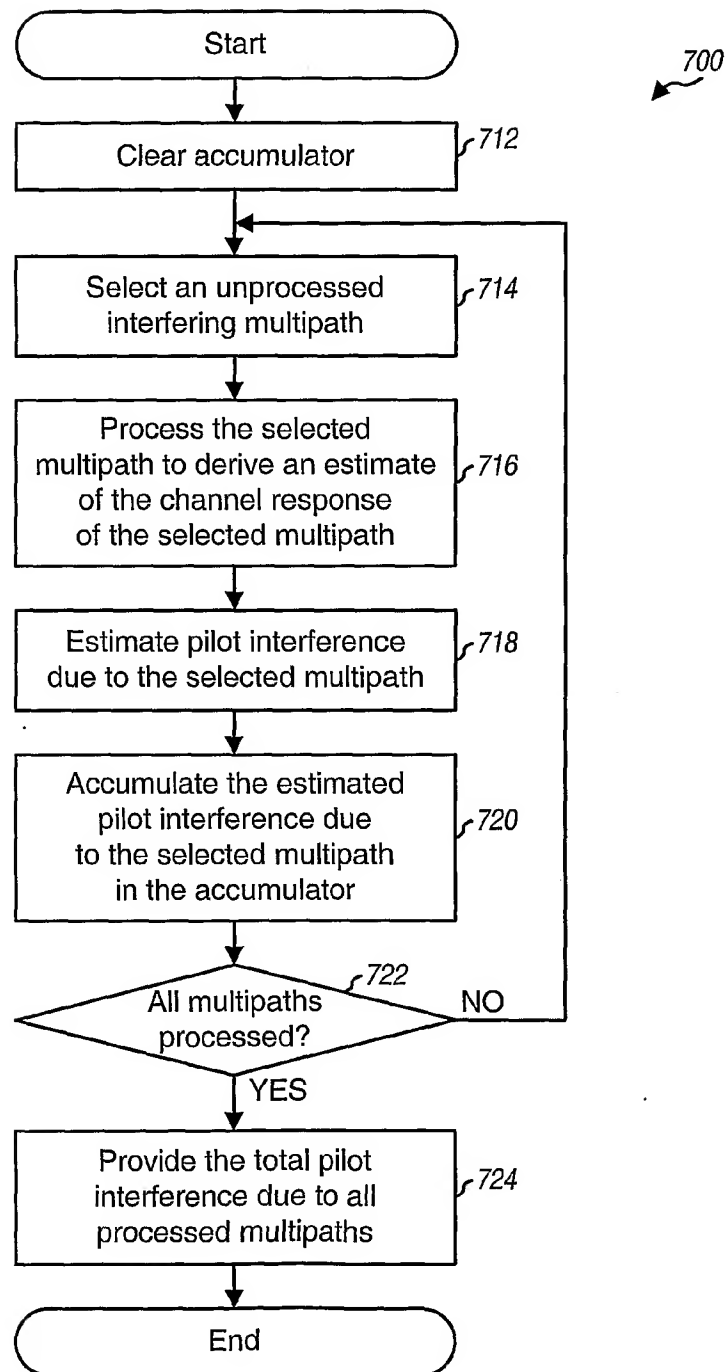 Start
700
Clear accumulator
712
Select an unprocessed
interfering multipath
714
Process the selected
multipath to derive an estimate
of the channel response
of the selected multipath
716
Estimate pilot interference
due to the selected multipath
718
Accumulate the estimated
pilot interference due
to the selected multipath
in the accumulator
720
722
All multipaths
processed?
NO
YES
Provide the total pilot
interference due to all
processed multipaths
724
End